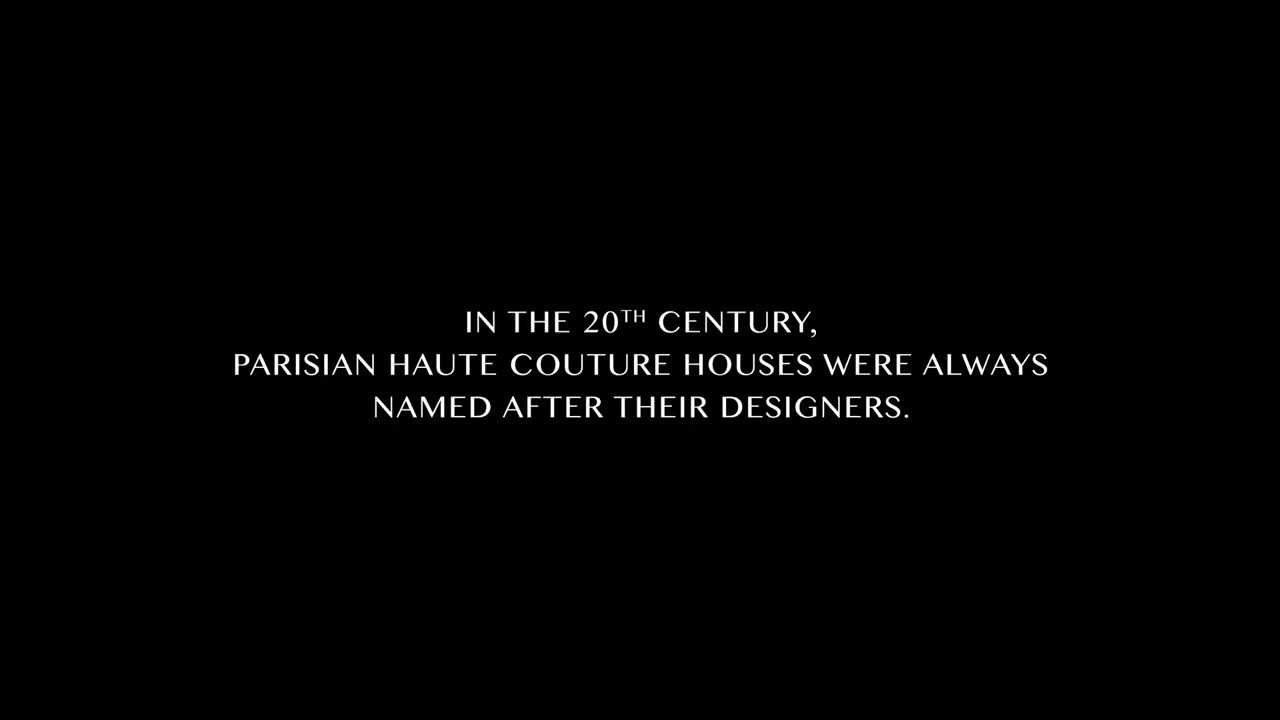 IN THE 20TH CENTURY,
PARISIAN HAUTE COUTURE HOUSES WERE ALWAYS
NAMED AFTER THEIR DESIGNERS.